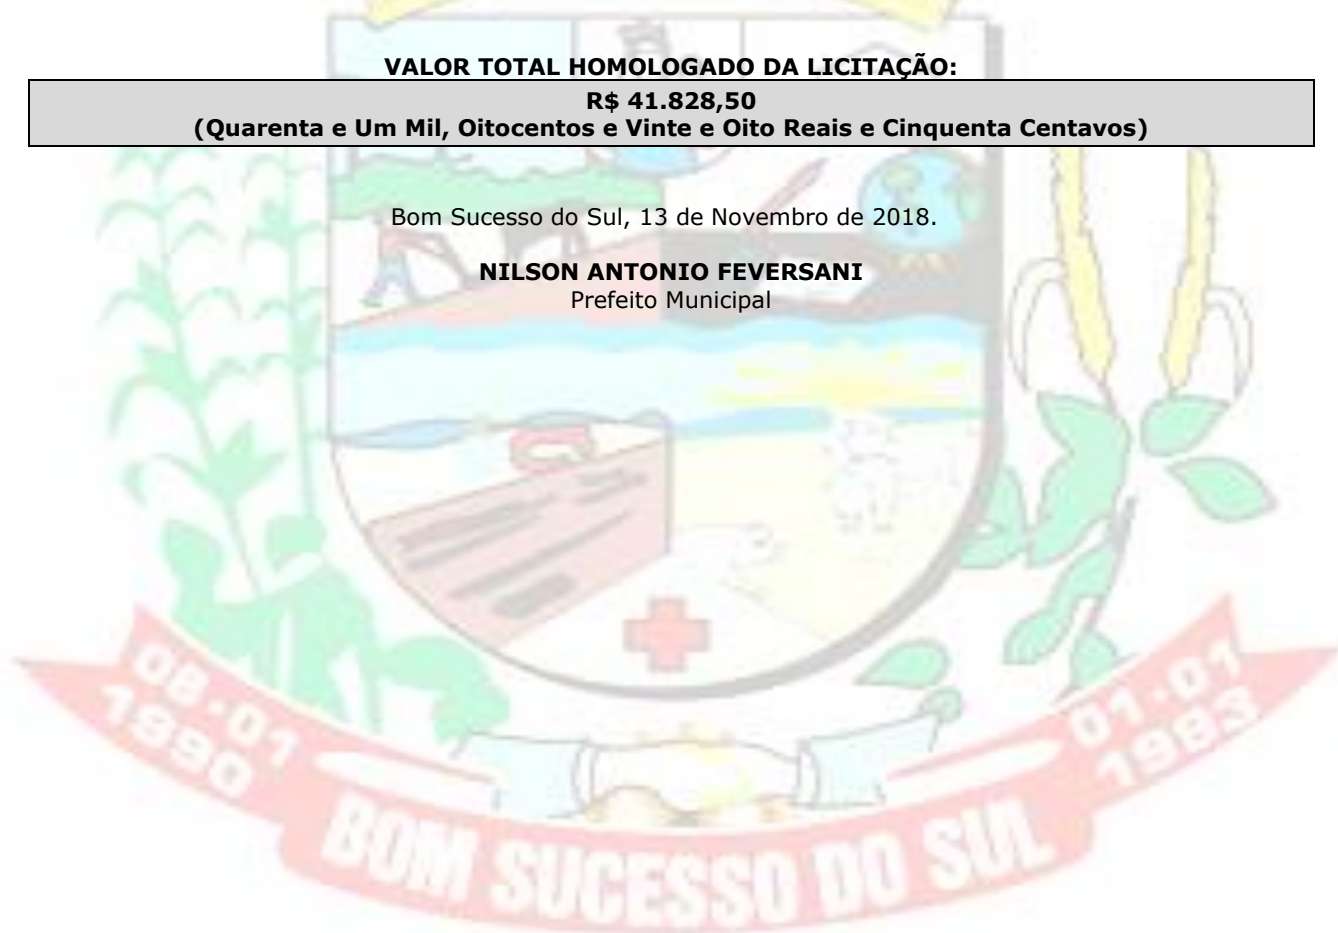 VALOR TOTAL HOMOLOGADO DA LICITAÇÃO:
R$ 41.828,50
(Quarenta e Um Mil, Oitocentos e Vinte e Oito Reais e Cinquenta Centavos)
Bom Sucesso do Sul, 13 de Novembro de 2018.
NILSON ANTONIO FEVERSANI
Prefeito Municipal
08-01
1990
01-01
1993
BOM SUCESSO DO SUL